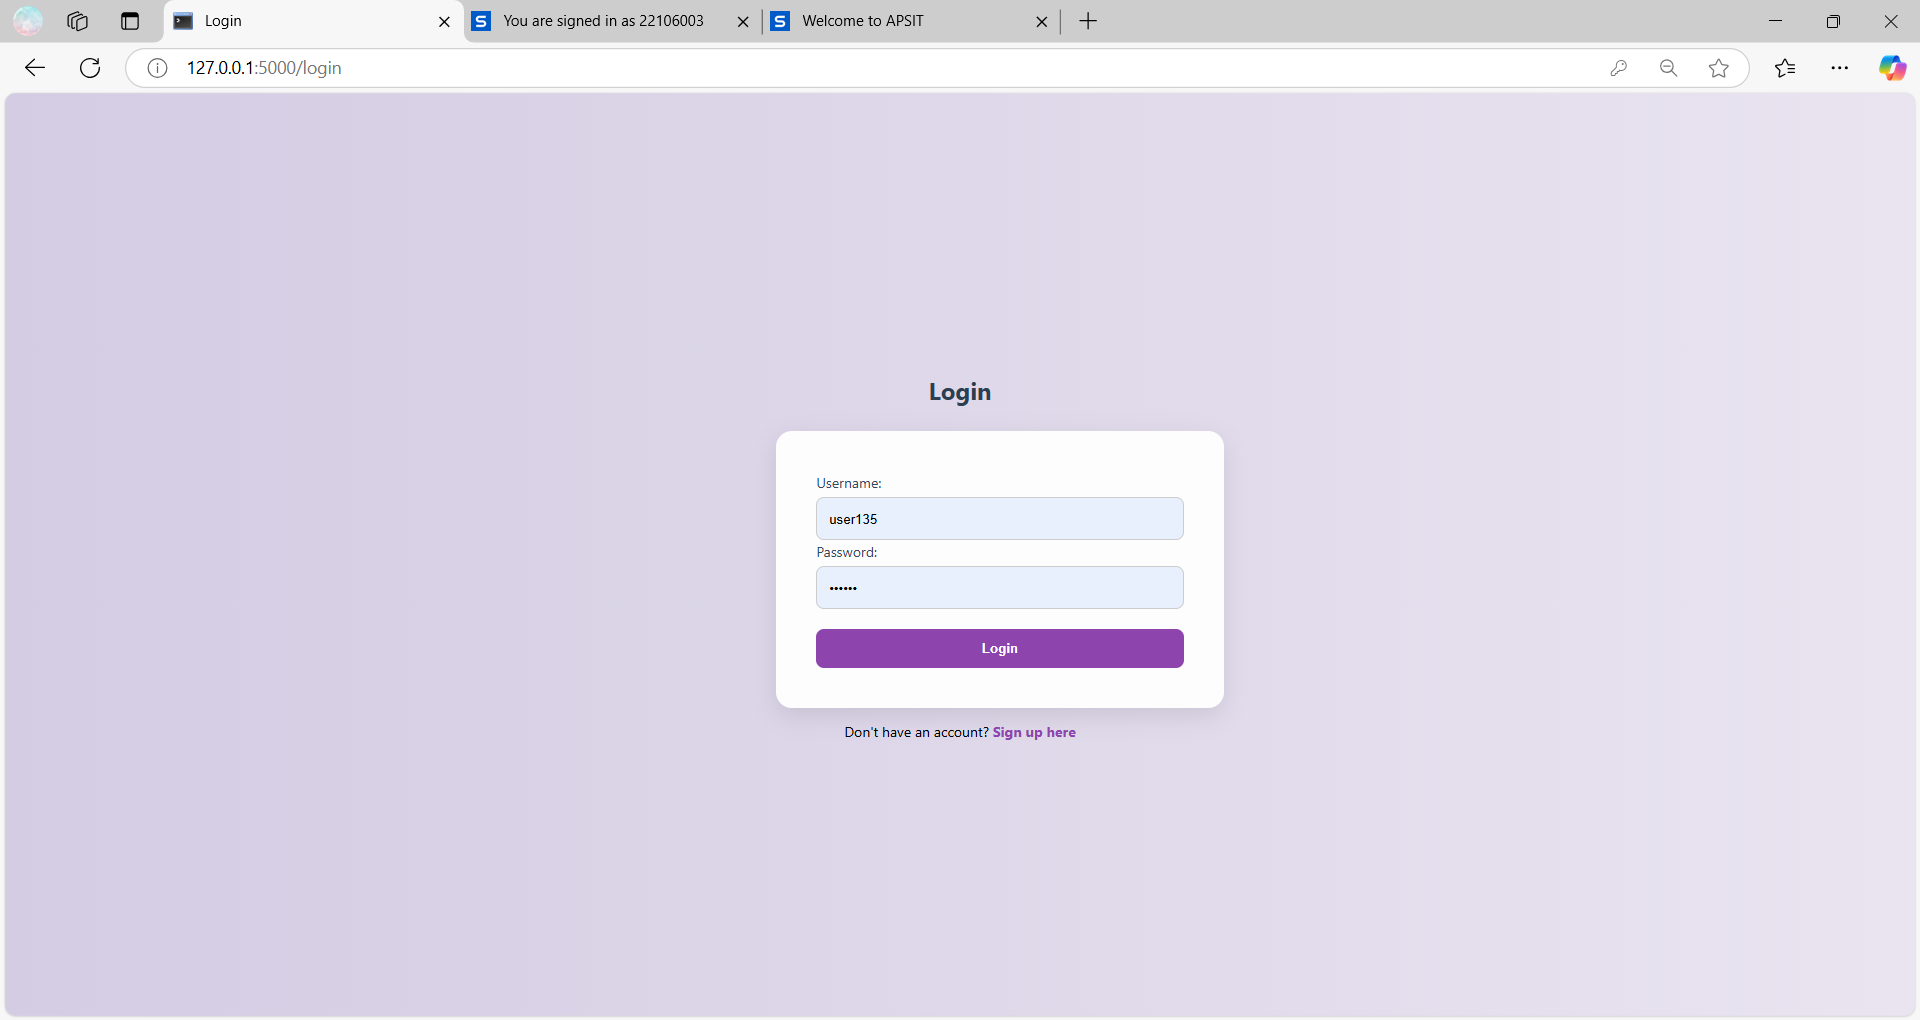 Login
You are signed in as 22106003
Welcome to APSIT
127.0.0.1:5000/login
Login
Username:
user135
Password:
••••••
Login
Don't have an account? Sign up here